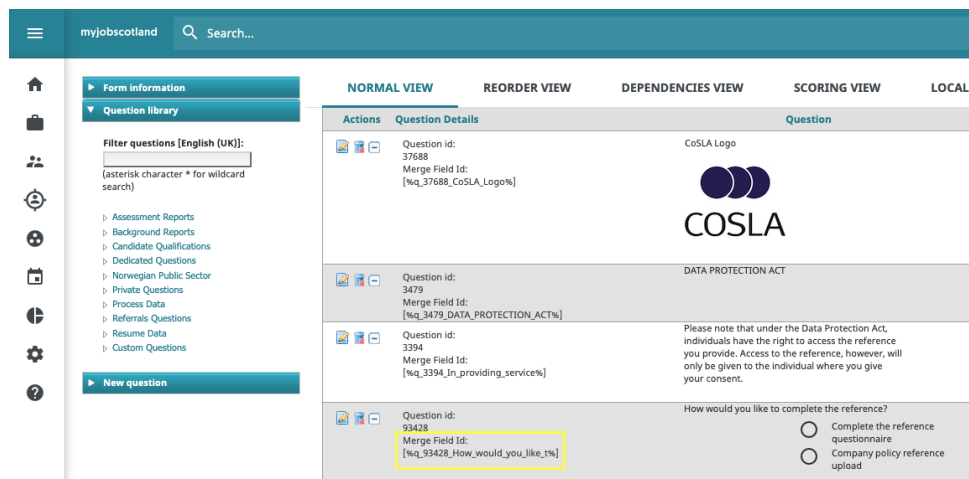 myjobscotland
Search...
Form information
Question library
Filter questions [English (UK)]:
(asterisk character * for wildcard
search)
Assessment Reports
Background Reports
Candidate Qualifications
Dedicated Questions
Norwegian Public Sector
Private Questions
Process Data
Referrals Questions
Resume Data
Custom Questions
New question
NORMAL VIEW REORDER VIEW DEPENDENCIES VIEW SCORING VIEW LOCAL
Actions Question Details Question
Question id:
37688
Merge Field Id:
[%q_37688_CoSLA_Logo%]
CoSLA Logo
COSLA
Question id:
3479
Merge Field Id:
[%q_3479_DATA_PROTECTION_ACT%]
DATA PROTECTION ACT
Question id:
3394
Merge Field Id:
[%q_3394_In_providing_service%]
Please note that under the Data Protection Act,
individuals have the right to access the reference
you provide. Access to the reference, however, will
only be given to the individual where you give
your consent.
Question id:
93428
Merge Field Id:
[%q_93428_How_would_you_like_t%]
How would you like to complete the reference?
Complete the reference
questionnaire
Company policy reference
upload